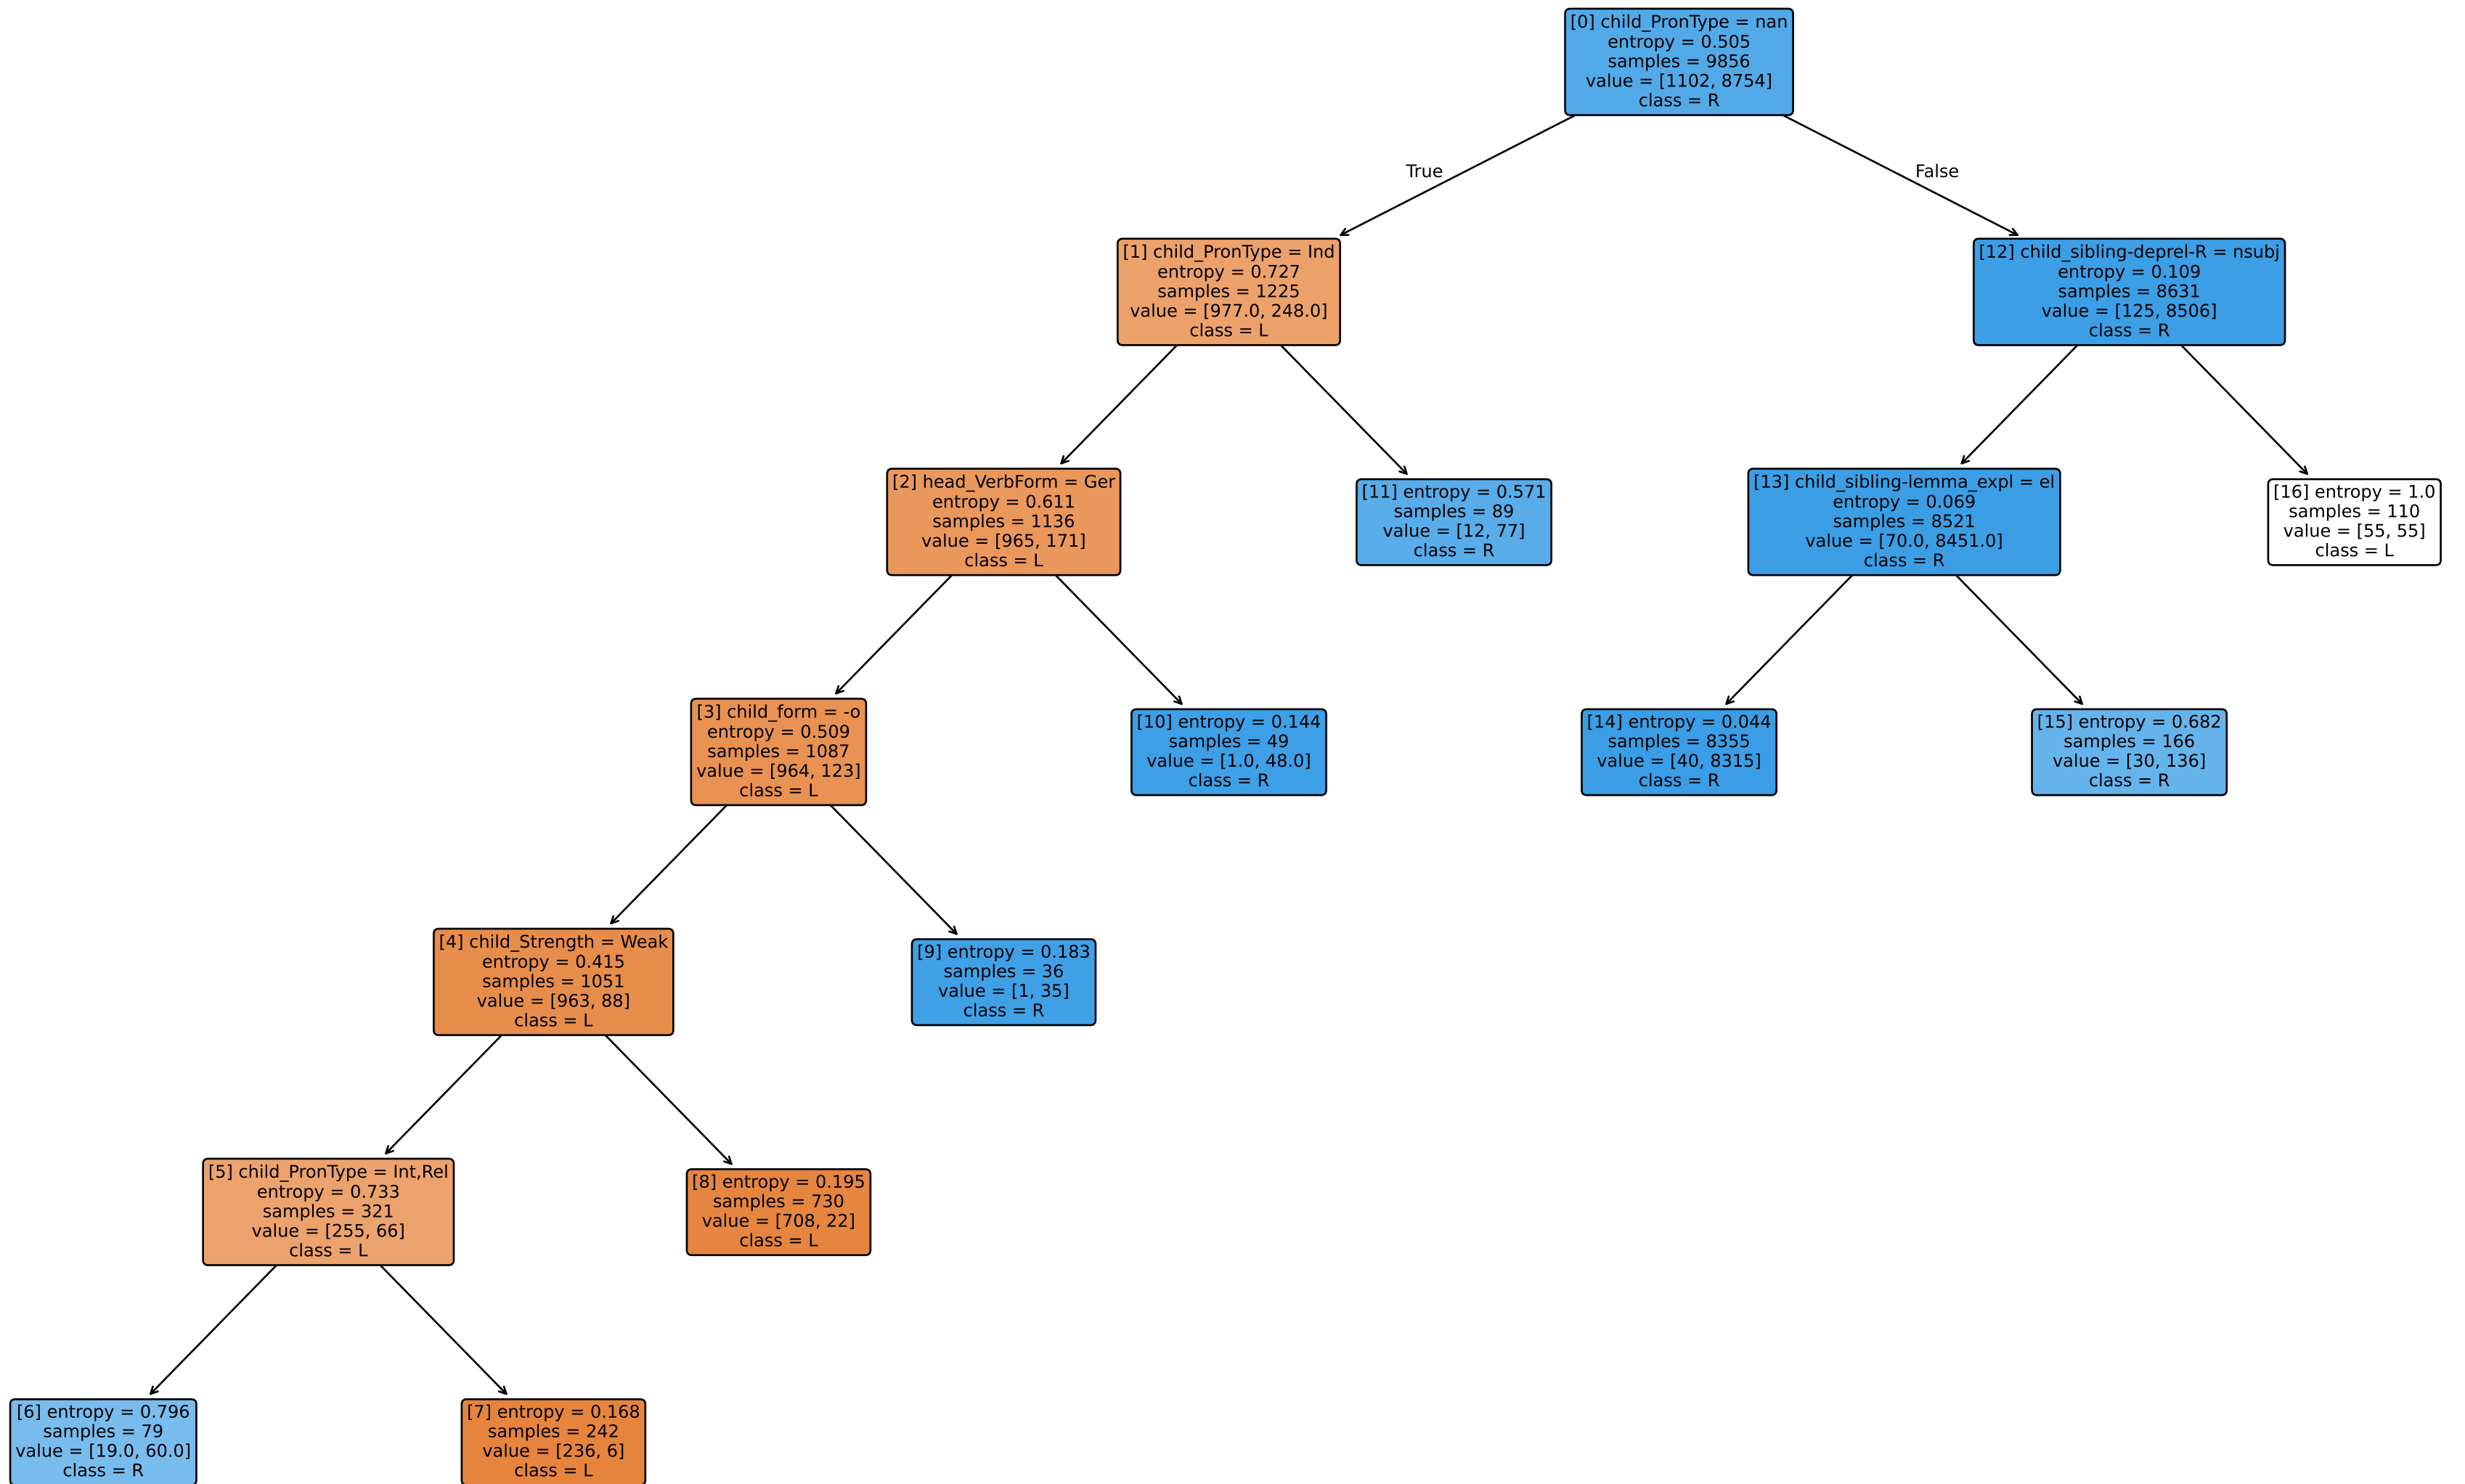 [0] child_PronType = nan
entropy = 0.505
samples = 9856
value = [1102, 8754]
class = R
True
False
[1] child_PronType = Ind
entropy = 0.727
samples = 1225
value = [977.0, 248.0]
class = L
[12] child_sibling-deprel-R = nsubj
entropy = 0.109
samples = 8631
value = [125, 8506]
class = R
[2] head_VerbForm = Ger
entropy = 0.611
samples = 1136
value = [965, 171]
class = L
[11] entropy = 0.571
samples = 89
value = [12, 77]
class = R
[13] child_sibling-lemma_expl = el
entropy = 0.069
samples = 8521
value = [70.0, 8451.0]
class = R
[16] entropy = 1.0
samples = 110
value = [55, 55]
class = L
[3] child_form = -o
entropy = 0.509
samples = 1087
value = [964, 123]
class = L
[10] entropy = 0.144
samples = 49
value = [1.0, 48.0]
class = R
[14] entropy = 0.044
samples = 8355
value = [40, 8315]
class = R
[15] entropy = 0.682
samples = 166
value = [30, 136]
class = R
[4] child_Strength = Weak
entropy = 0.415
samples = 1051
value = [963, 88]
class = L
[9] entropy = 0.183
samples = 36
value = [1, 35]
class = R
[5] child_PronType = Int,Rel
entropy = 0.733
samples = 321
value = [255, 66]
class = L
[8] entropy = 0.195
samples = 730
value = [708, 22]
class = L
[6] entropy = 0.796
samples = 79
value = [19.0, 60.0]
class = R
[7] entropy = 0.168
samples = 242
value = [236, 6]
class = L